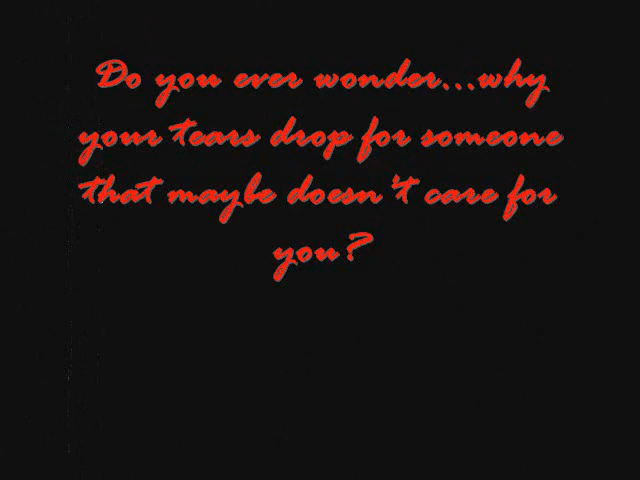 Do you ever wonder...why
your tears drop for someone
that maybe doesn't care for
you?